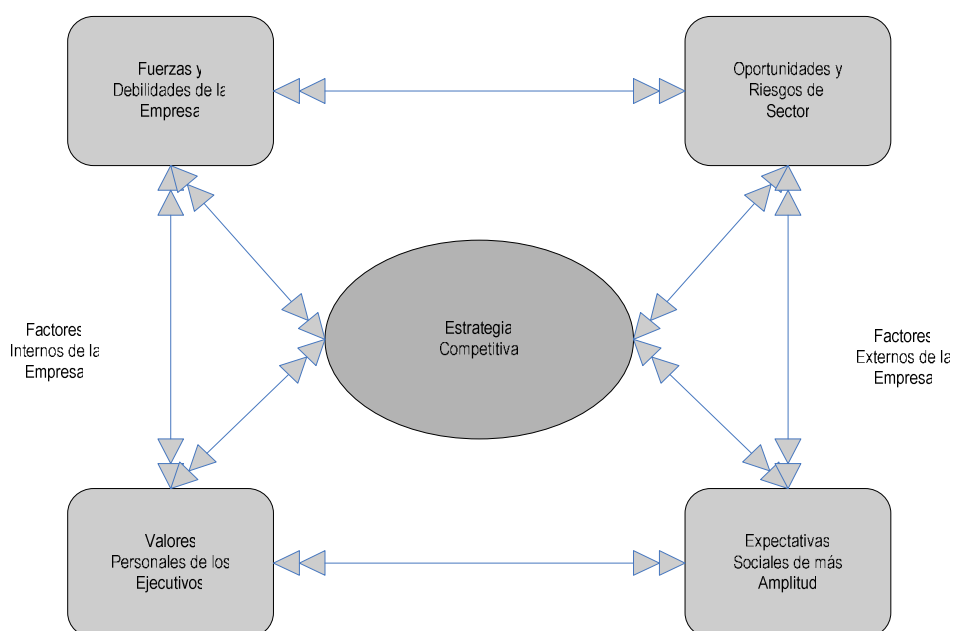 Fuerzas y
Debilidades de la
Empresa
Oportunidades y
Riesgos de
Sector
Estrategia
Competitiva
Factores
Internos de la
Empresa
Factores
Externos de la
Empresa
Valores
Personales de los
Ejecutivos
Expectativas
Sociales de más
Amplitud